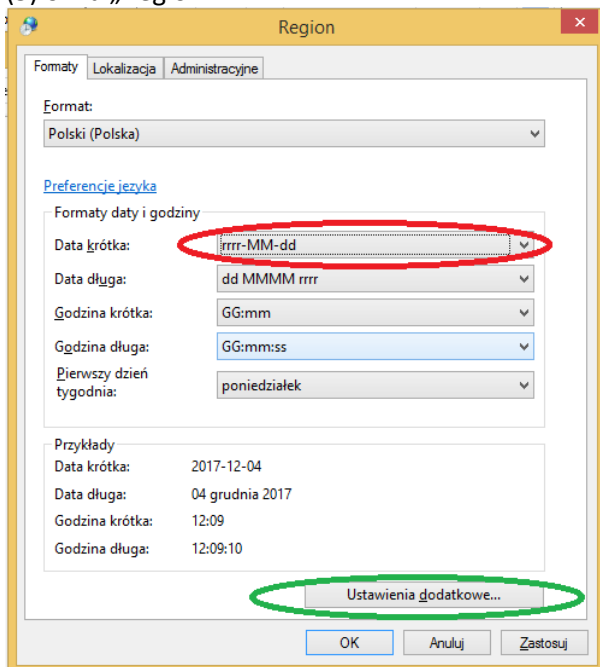 Region
Formaty Lokalizacja Administracyjne
Format:
Polski (Polska)
Preferencje języka
Formaty daty i godziny
Data krótka: rrrr-MM-dd
Data długa: dd MMMM rrrr
Godzina krótka: GG:mm
Godzina długa: GG:mm:ss
Pierwszy dzień tygodnia: poniedziałek
Przykłady
Data krótka: 2017-12-04
Data długa: 04 grudnia 2017
Godzina krótka: 12:09
Godzina długa: 12:09:10
Ustawienia dodatkowe...
OK Anuluj Zastosuj